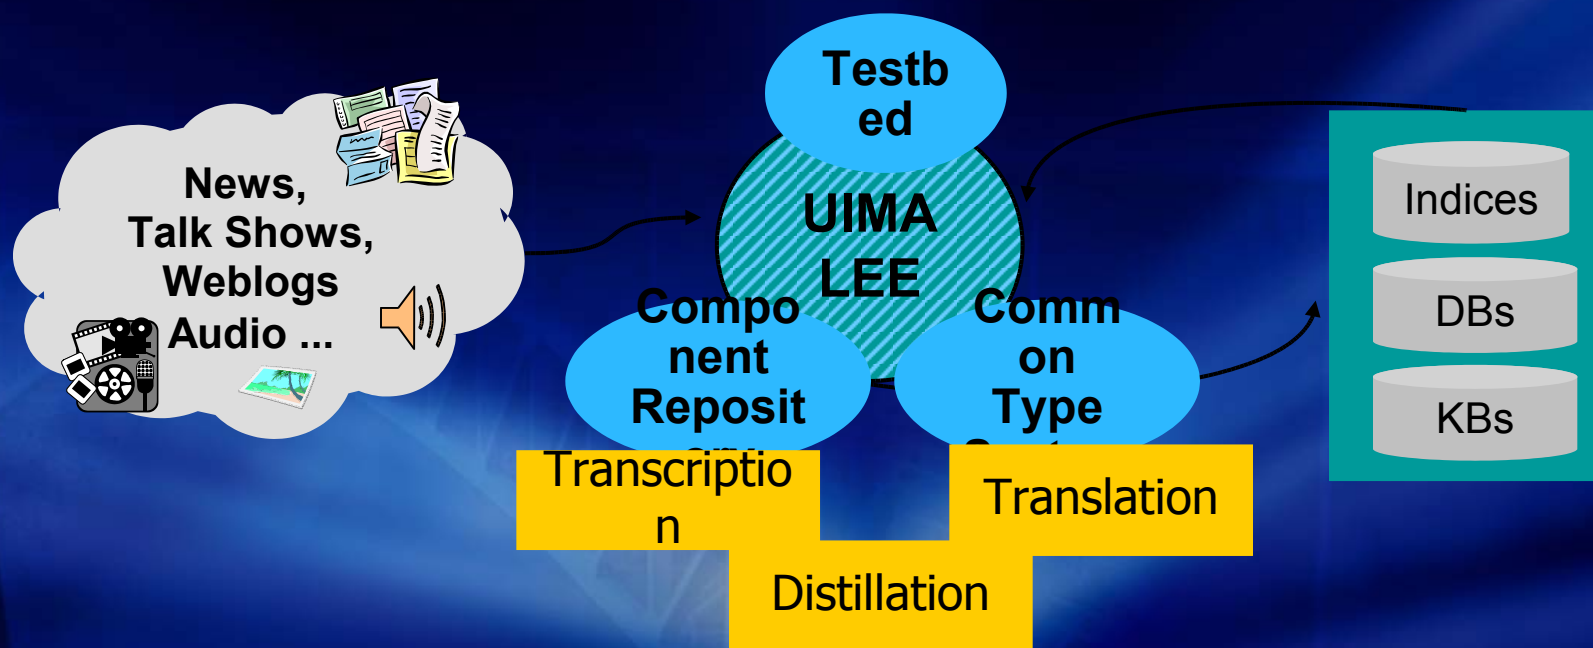 Testb
ed
News,
Talk Shows,
Weblogs
Audio ...
UIMA
LEE
Compo
nent
Reposit
Comm
on
Type
Transcriptio
n
Translation
Distillation
Indices
DBs
KBs